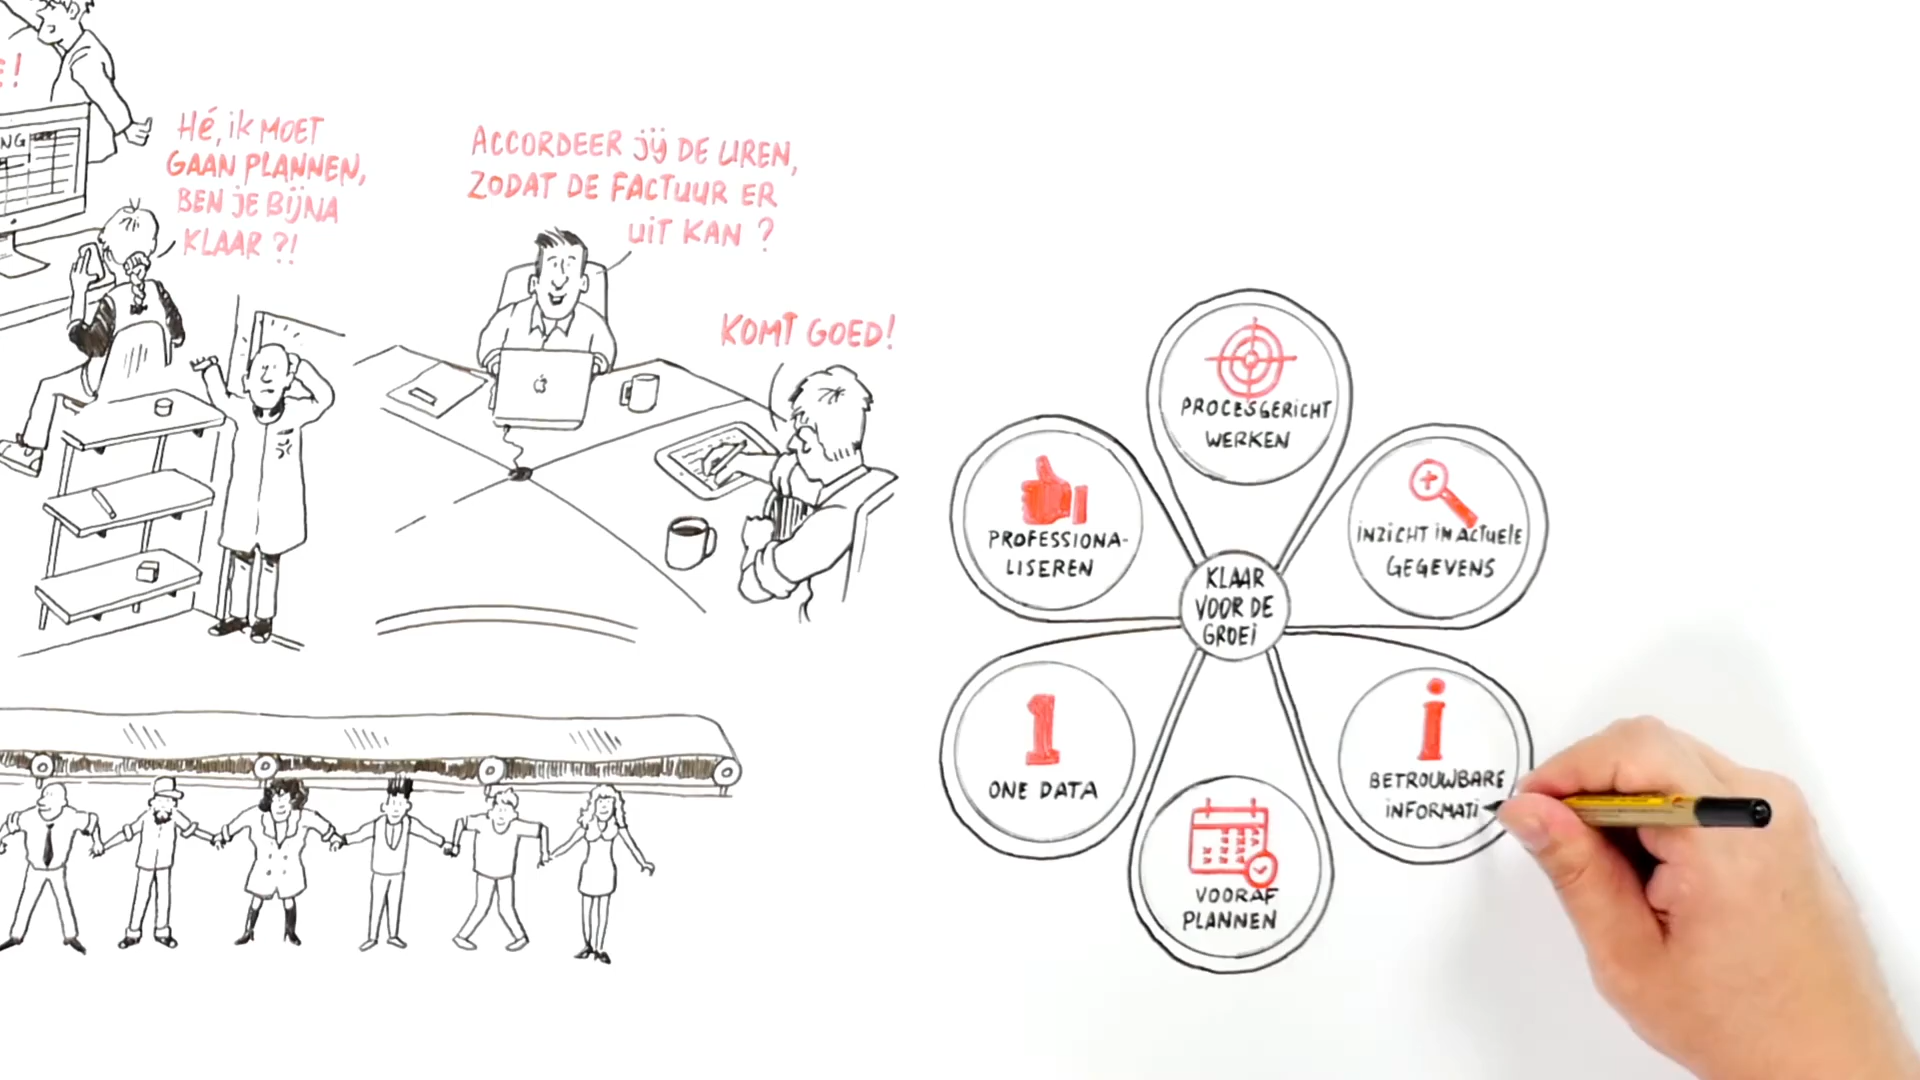 E!
NG
Hé, iK MOET
GAAN PLANNEN,
BEN JE BIJNA
KLAAR ?!
ACCORDEER JIJ DE UREN,
ZODAT DE FACTUUR ER
UIT KAN ?
KOMT GOED!
PROCESGERICHT
WERKEN
PROFESSIONA-
LISEREN
INZICHT IN ACTUELE
GEGEVENS
KLAAR
VOOR DE
GROEI
1
ONE DATA
i
BETROUWBARE
INFORMATI
VOORAF
PLANNEN